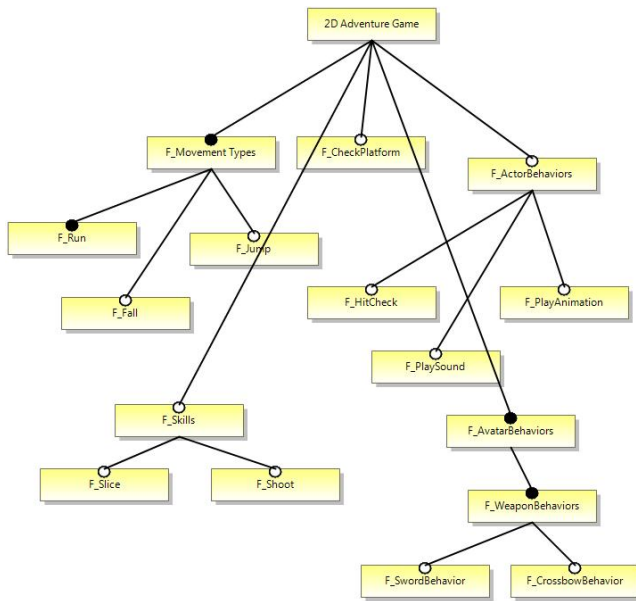 2D Adventure Game
F_Movement Types
F_CheckPlatform
F_ActorBehaviors
F_Run
F_Jump
F_Fall
F_HitCheck
F_PlayAnimation
F_PlaySound
F_Skills
F_AvatarBehaviors
F_Slice
F_Shoot
F_WeaponBehaviors
F_SwordBehavior
F_CrossbowBehavior